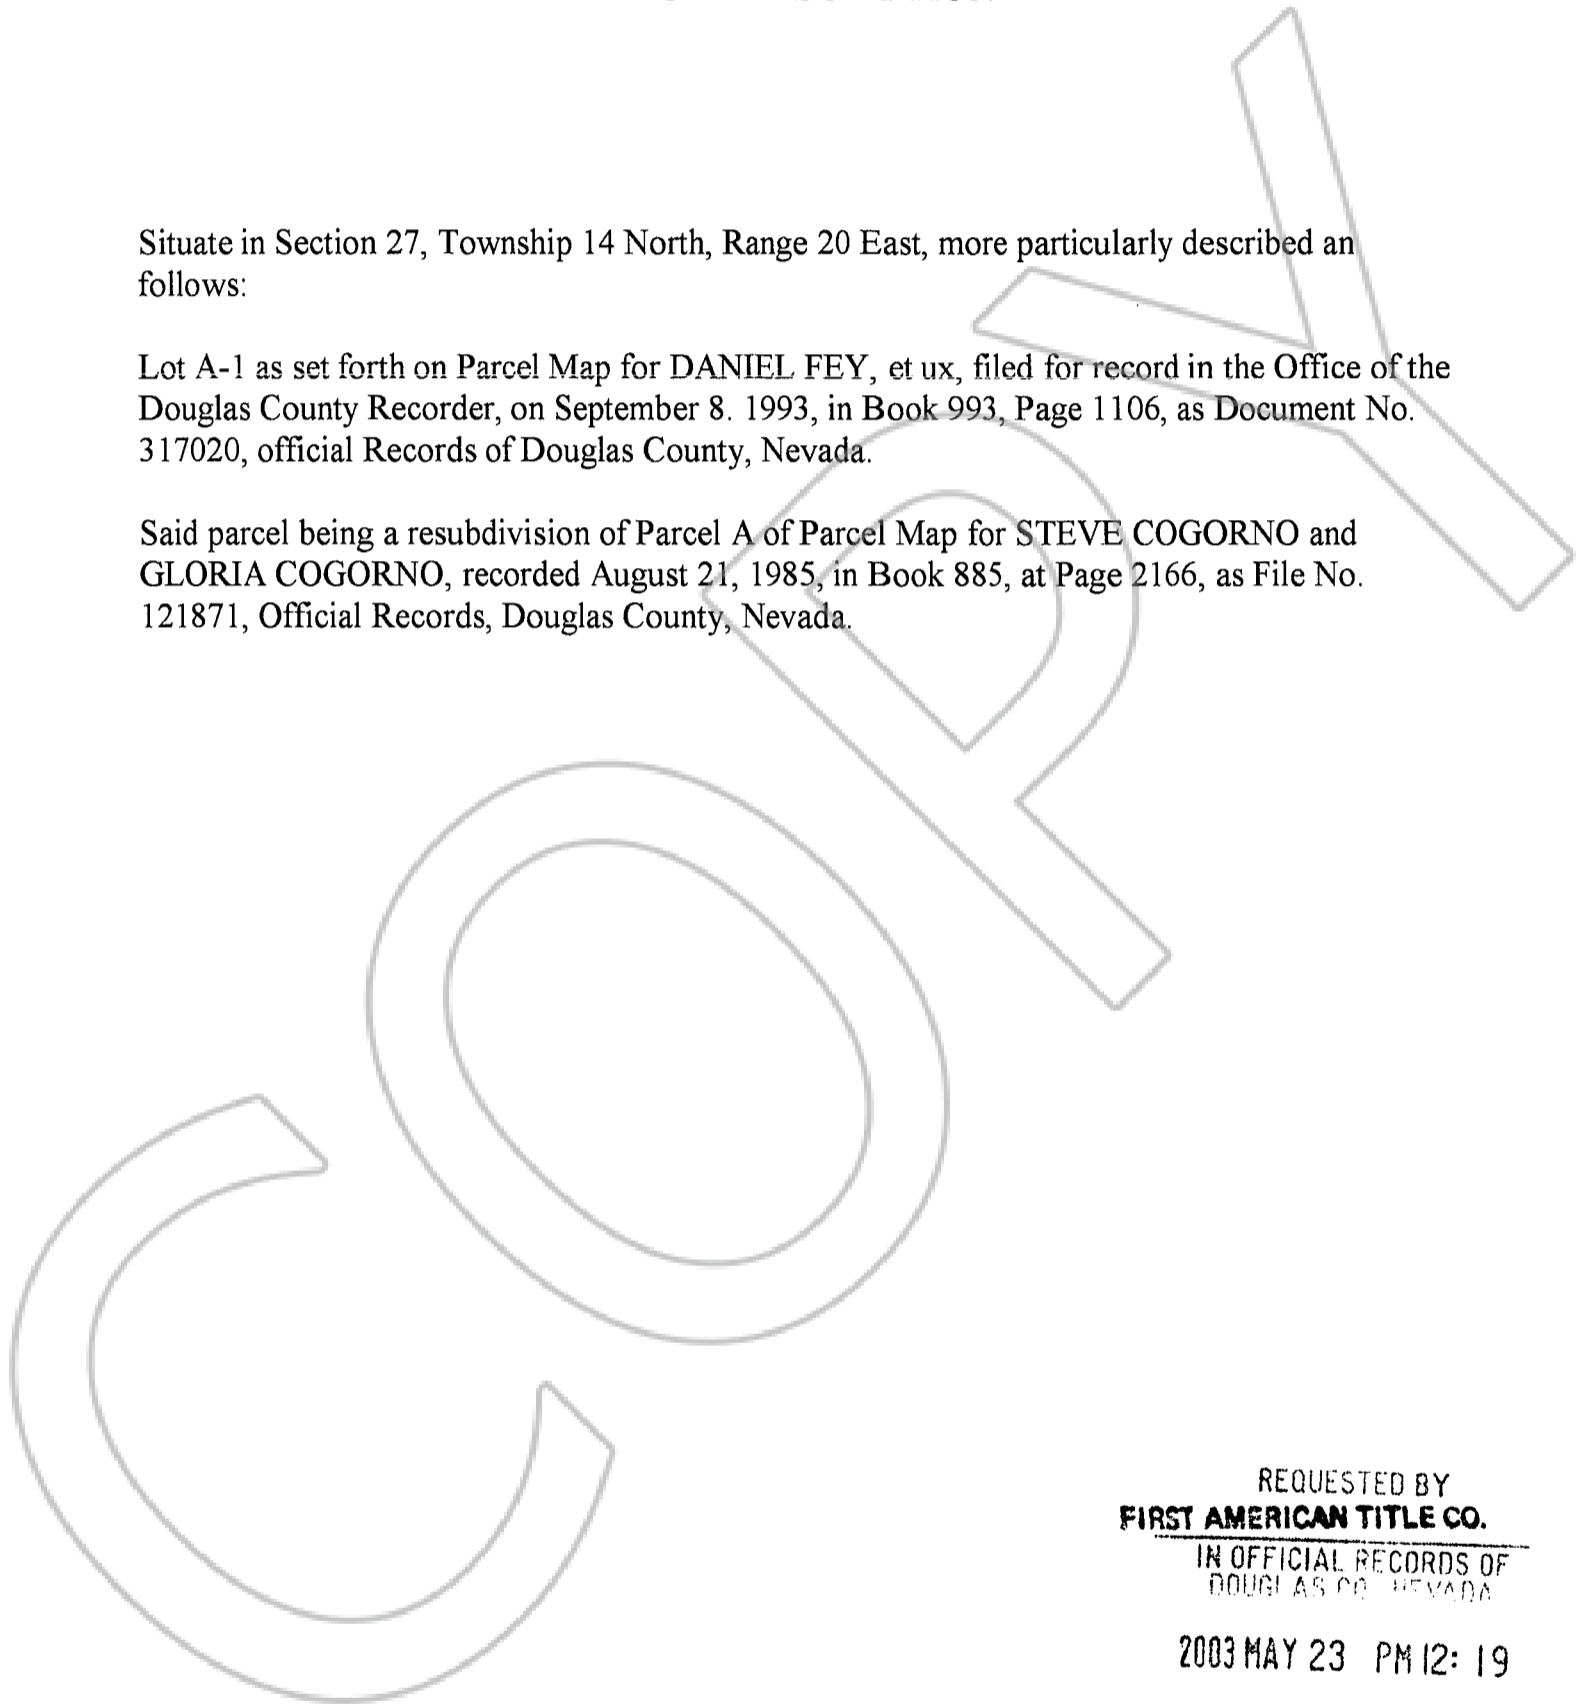 Situate in Section 27, Township 14 North, Range 20 East, more particularly described an
follows:
Lot A-1 as set forth on Parcel Map for DANIEL FEY, et ux, filed for record in the Office of the
Douglas County Recorder, on September 8. 1993, in Book 993, Page 1106, as Document No.
317020, official Records of Douglas County, Nevada.
Said parcel being a resubdivision of Parcel A of Parcel Map for STEVE COGORNO and
GLORIA COGORNO, recorded August 21, 1985, in Book 885, at Page 2166, as File No.
121871, Official Records, Douglas County, Nevada.
COPY
REQUESTED BY
FIRST AMERICAN TITLE CO.
IN OFFICIAL RECORDS OF
DOUGLAS CO NEVADA
2003 MAY 23 PM 12: 19